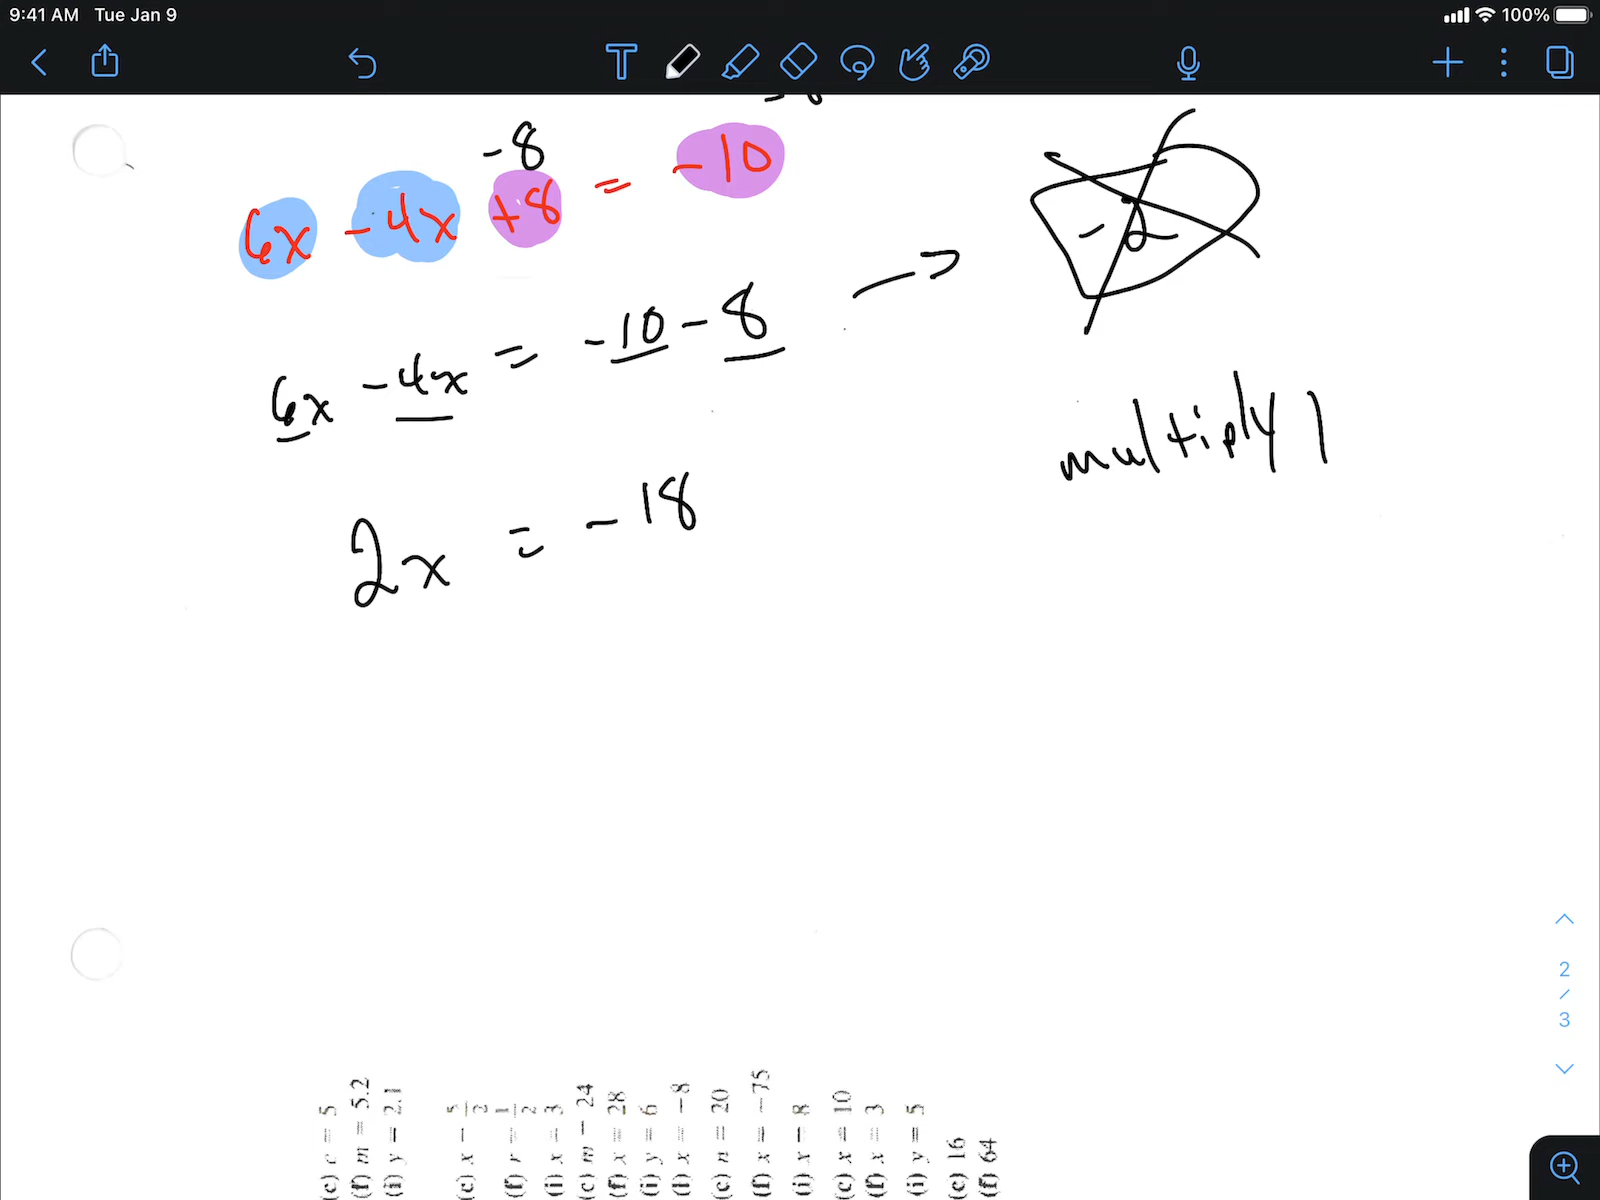 9:41 AM Tue Jan 9
100%
-8
6x -4x +8 = -10
6x -4x = -10 - 8 →
-2
2x = -18
multiply
2
/
3
(c) c = 5
(f) m = 5.2
(i) y = 2.1
(c) x = 5/2
(f) r = 1/2
(i) x = 3
(c) m = 24
(f) x = 28
(i) y = 6
(l) x = -8
(c) n = 20
(f) x = -75
(i) x = 8
(c) x = 10
(f) x = 3
(i) y = 5
(c) 16
(f) 64